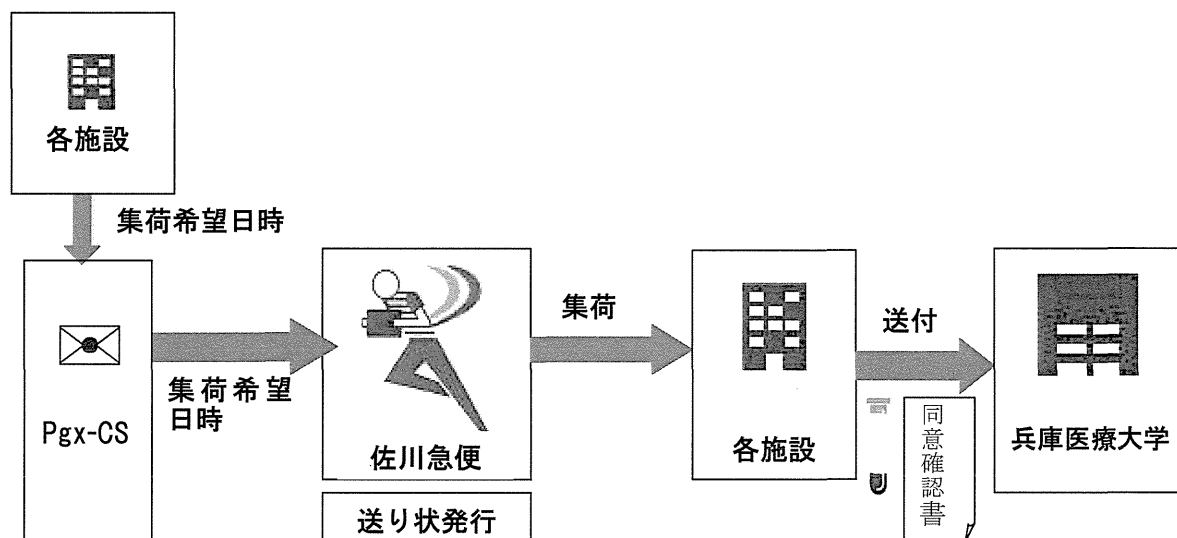 各施設
集荷希望日時
Pgx-CS
集荷希望
日時
佐川急便
送り状発行
集荷
各施設
送付
同意確認書
兵庫医療大学